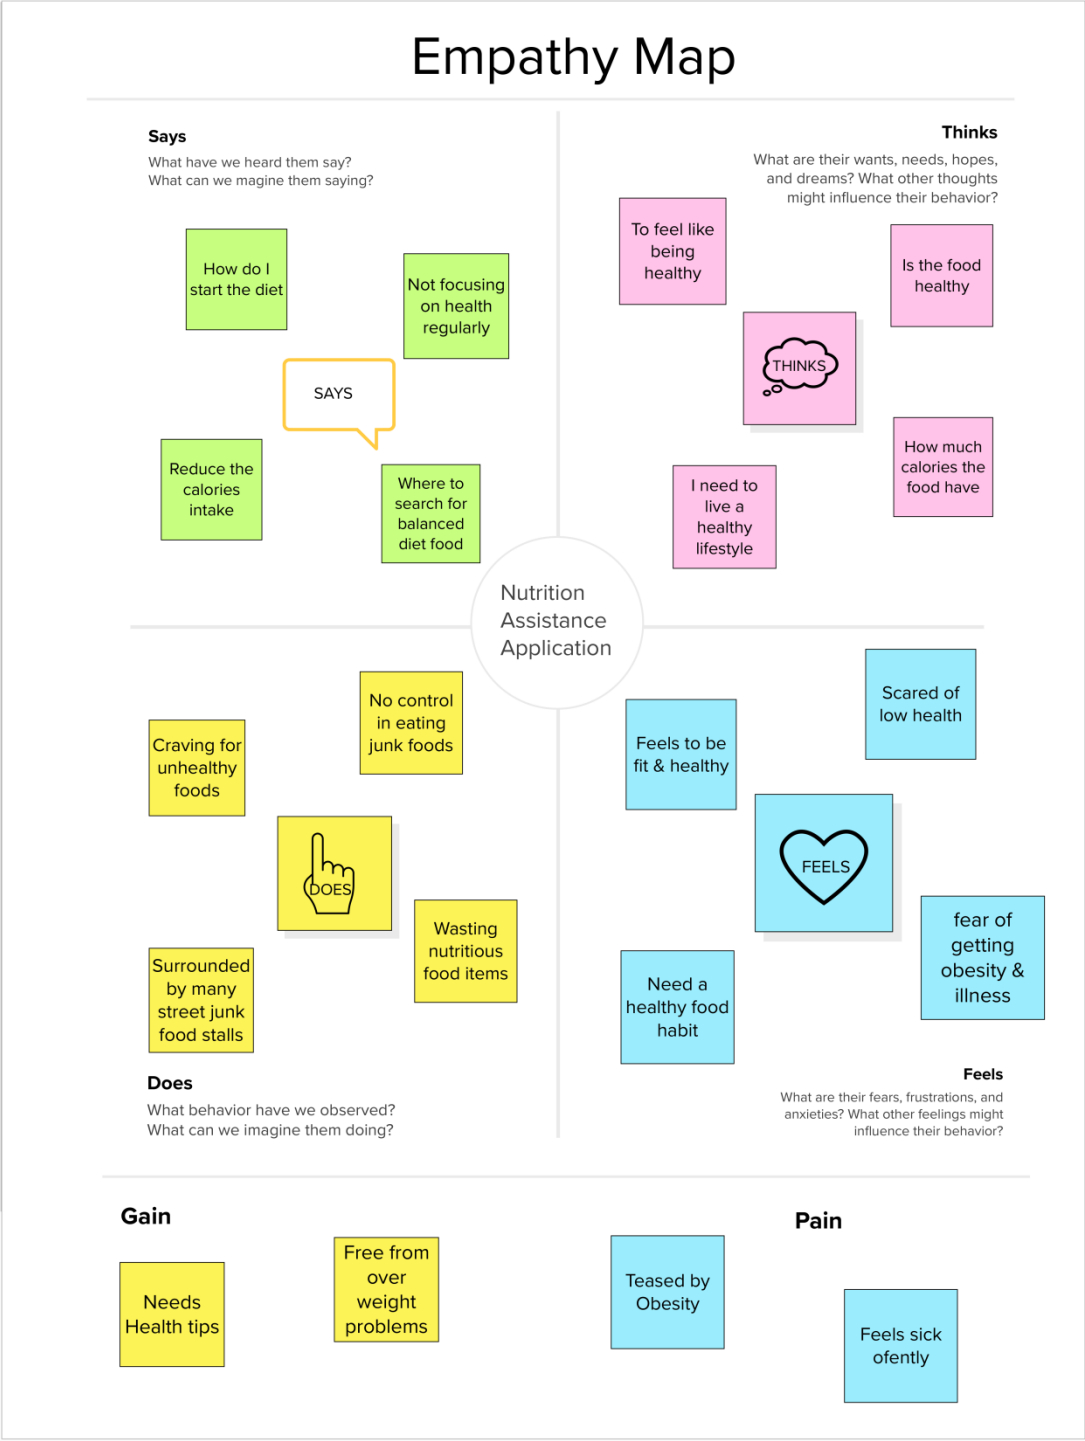 Empathy Map
Says
What have we heard them say?
What can we magine them saying?
How do I
start the diet
Not focusing
on health
regularly
SAYS
Reduce the
calories
intake
Where to
search for
balanced
diet food
Thinks
What are their wants, needs, hopes,
and dreams? What other thoughts
might influence their behavior?
To feel like
being
healthy
Is the food
healthy
THINKS
I need to
live a
healthy
lifestyle
How much
calories the
food have
Nutrition
Assistance
Application
No control
in eating
junk foods
Craving for
unhealthy
foods
DOES
Wasting
nutritious
food items
Surrounded
by many
street junk
food stalls
Does
What behavior have we observed?
What can we imagine them doing?
Scared of
low health
Feels to be
fit & healthy
FEELS
fear of
getting
obesity &
illness
Need a
healthy food
habit
Feels
What are their fears, frustrations, and
anxieties? What other feelings might
influence their behavior?
Gain
Needs
Health tips
Free from
over
weight
problems
Pain
Teased by
Obesity
Feels sick
ofently